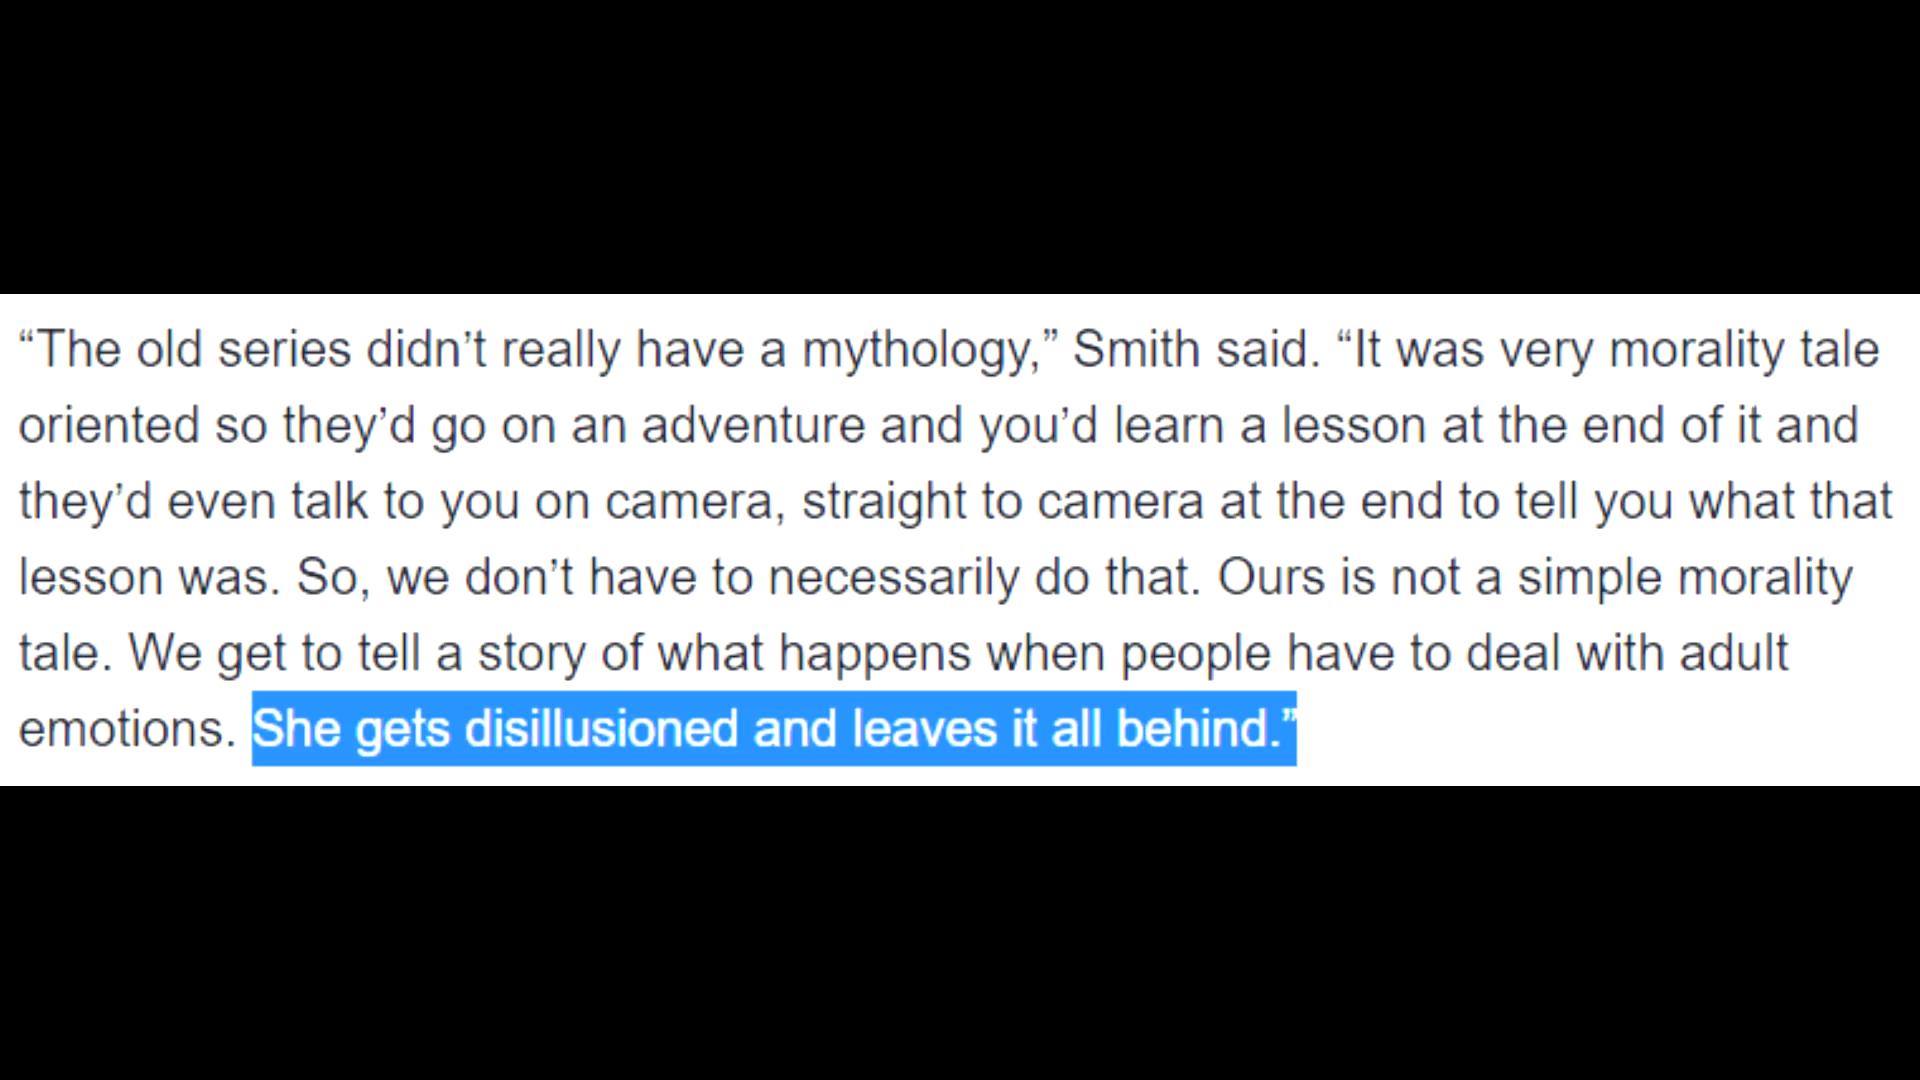 “The old series didn’t really have a mythology,” Smith said. “It was very morality tale
oriented so they’d go on an adventure and you’d learn a lesson at the end of it and
they’d even talk to you on camera, straight to camera at the end to tell you what that
lesson was. So, we don’t have to necessarily do that. Ours is not a simple morality
tale. We get to tell a story of what happens when people have to deal with adult
emotions. She gets disillusioned and leaves it all behind.”